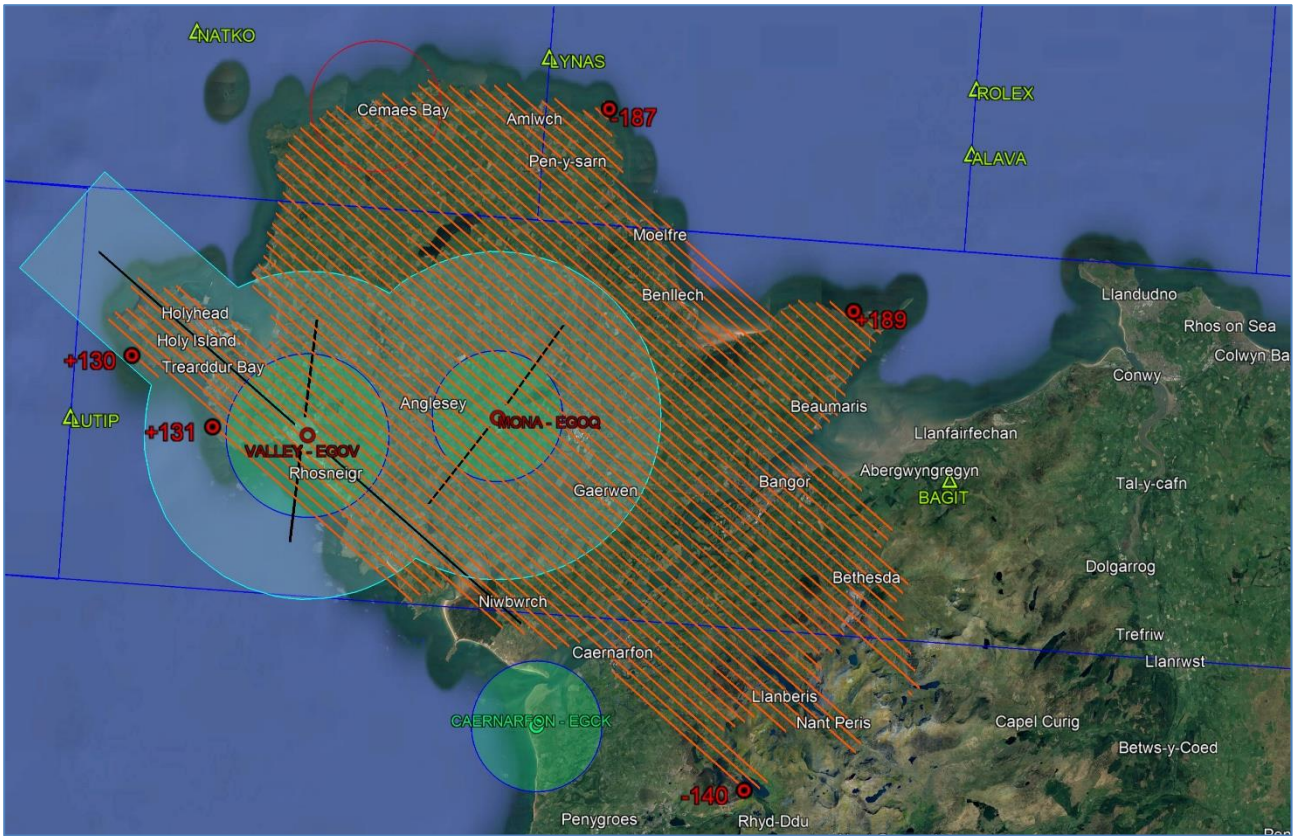 NATKO
LYNAS
ROLEX
Cemaes Bay
-187
Amlwch
ALAVA
Pen-y-sarn
Moelfre
Benllech
Llandudno
Holyhead
+189
Rhos on Sea
Holy Island
+130
Colwyn Ba
Trearddur Bay
Conwy
Anglesey
Beaumaris
LUTIP
MONA - EGOQ
+131
Llanfairfechan
VALLEY - EGOV
Rhosneigr
Abergwyngregyn
Bangor
Tal-y-cafn
Gaerwen
BAGIT
Dolgarrog
Bethesda
Niwbwrch
Trefriw
Caernarfon
Llanrwst
Llanberis
CAERNARFON - EGCK
Nant Peris
Capel Curig
Betws-y-Coed
-140
Penygroes
Rhyd-Ddu
Pen